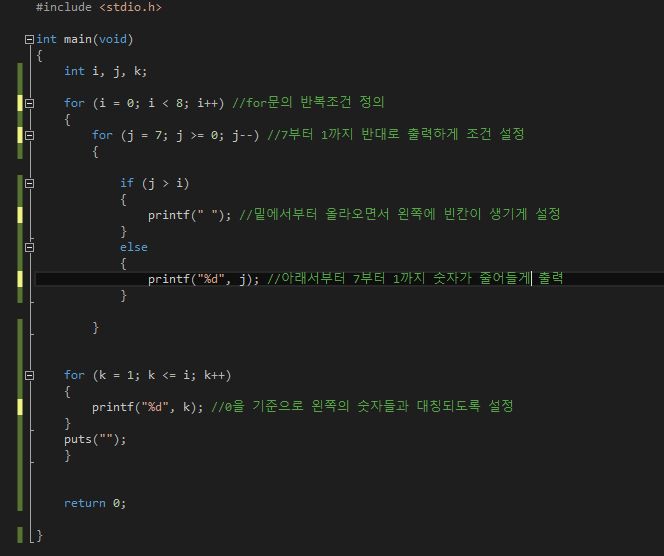 #include <stdio.h>
int main(void)
{
int i, j, k;
for (i = 0; i < 8; i++) //for문의 반복조건 정의
{
for (j = 7; j >= 0; j--) //7부터 1까지 반대로 출력하게 조건 설정
{
if (j > i)
{
printf(" "); //밑에서부터 올라오면서 왼쪽에 빈칸이 생기게 설정
}
else
{
printf("%d", j); //아래서부터 7부터 1까지 숫자가 줄어들게 출력
}
}
for (k = 1; k <= i; k++)
{
printf("%d", k); //0을 기준으로 왼쪽의 숫자들과 대칭되도록 설정
}
puts("");
}
return 0;
}